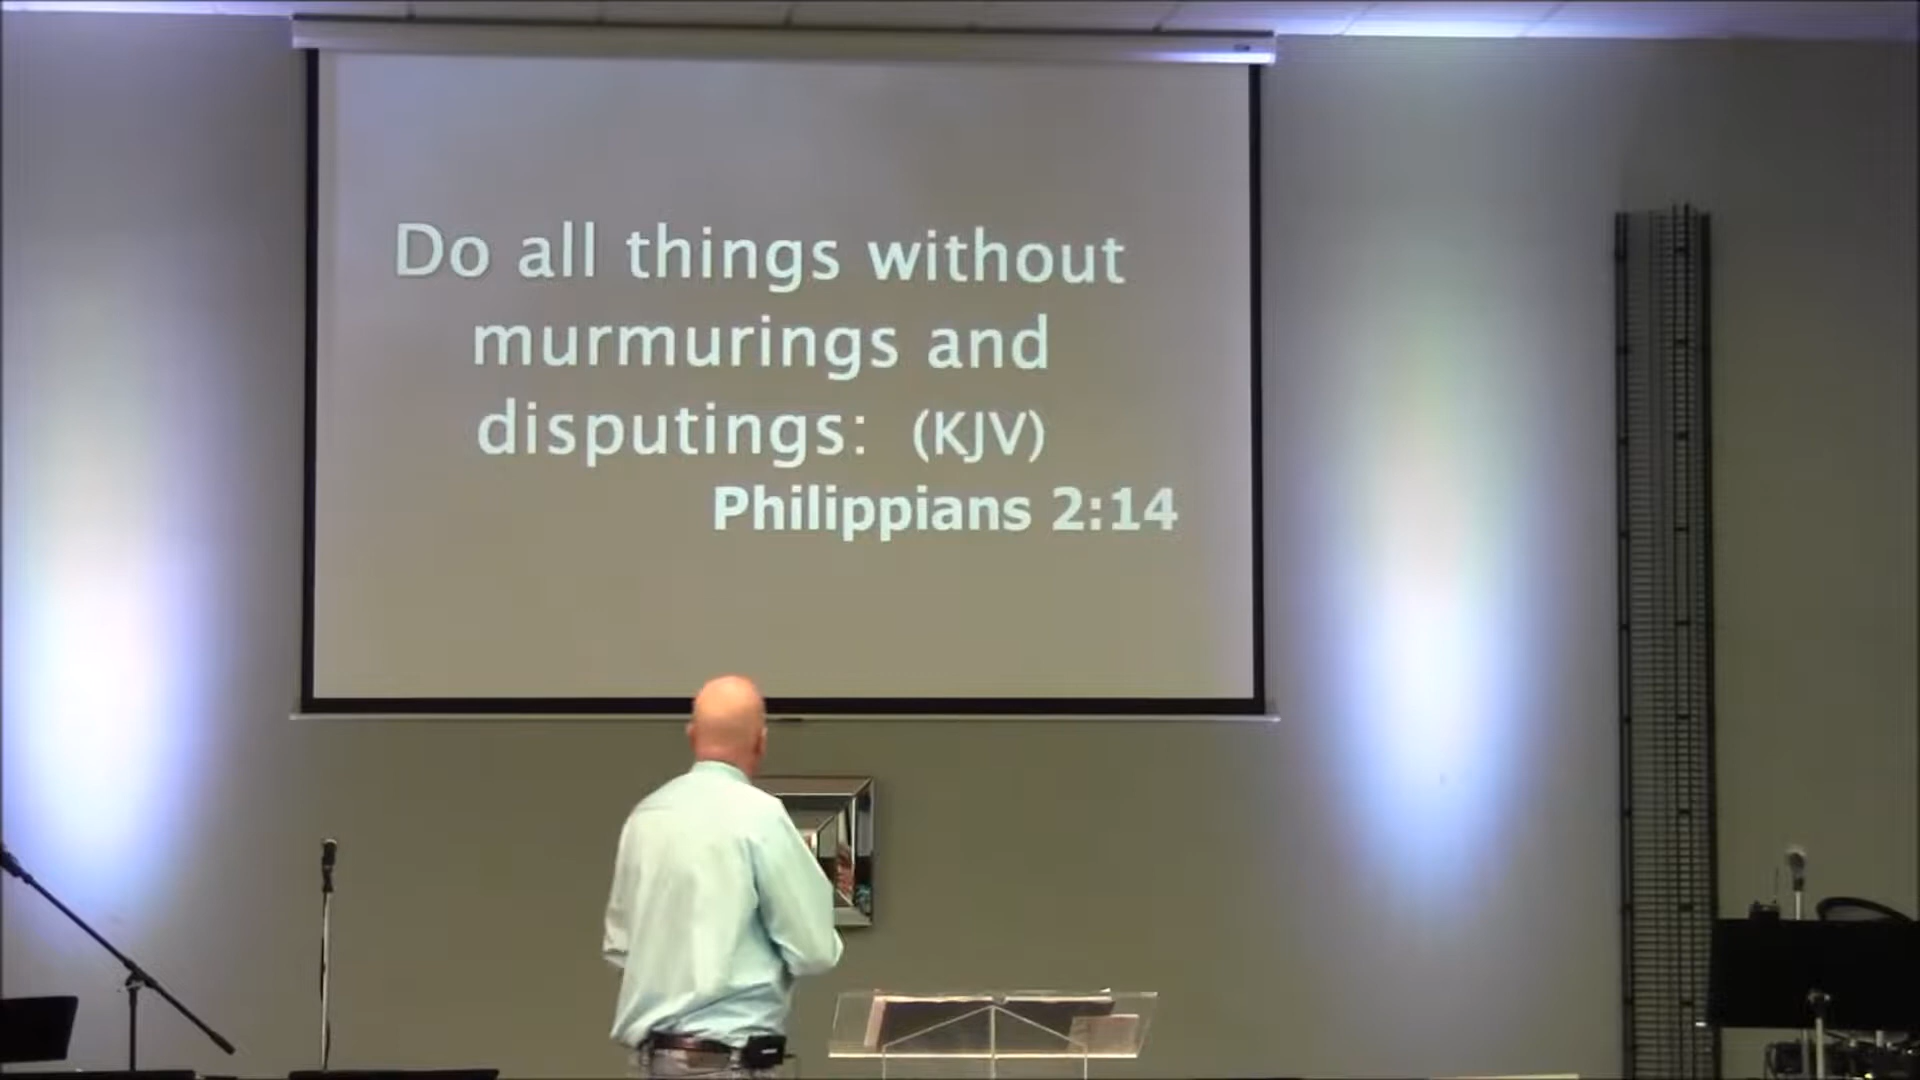 Do all things without
murmurings and
disputings: (KJV)
Philippians 2:14